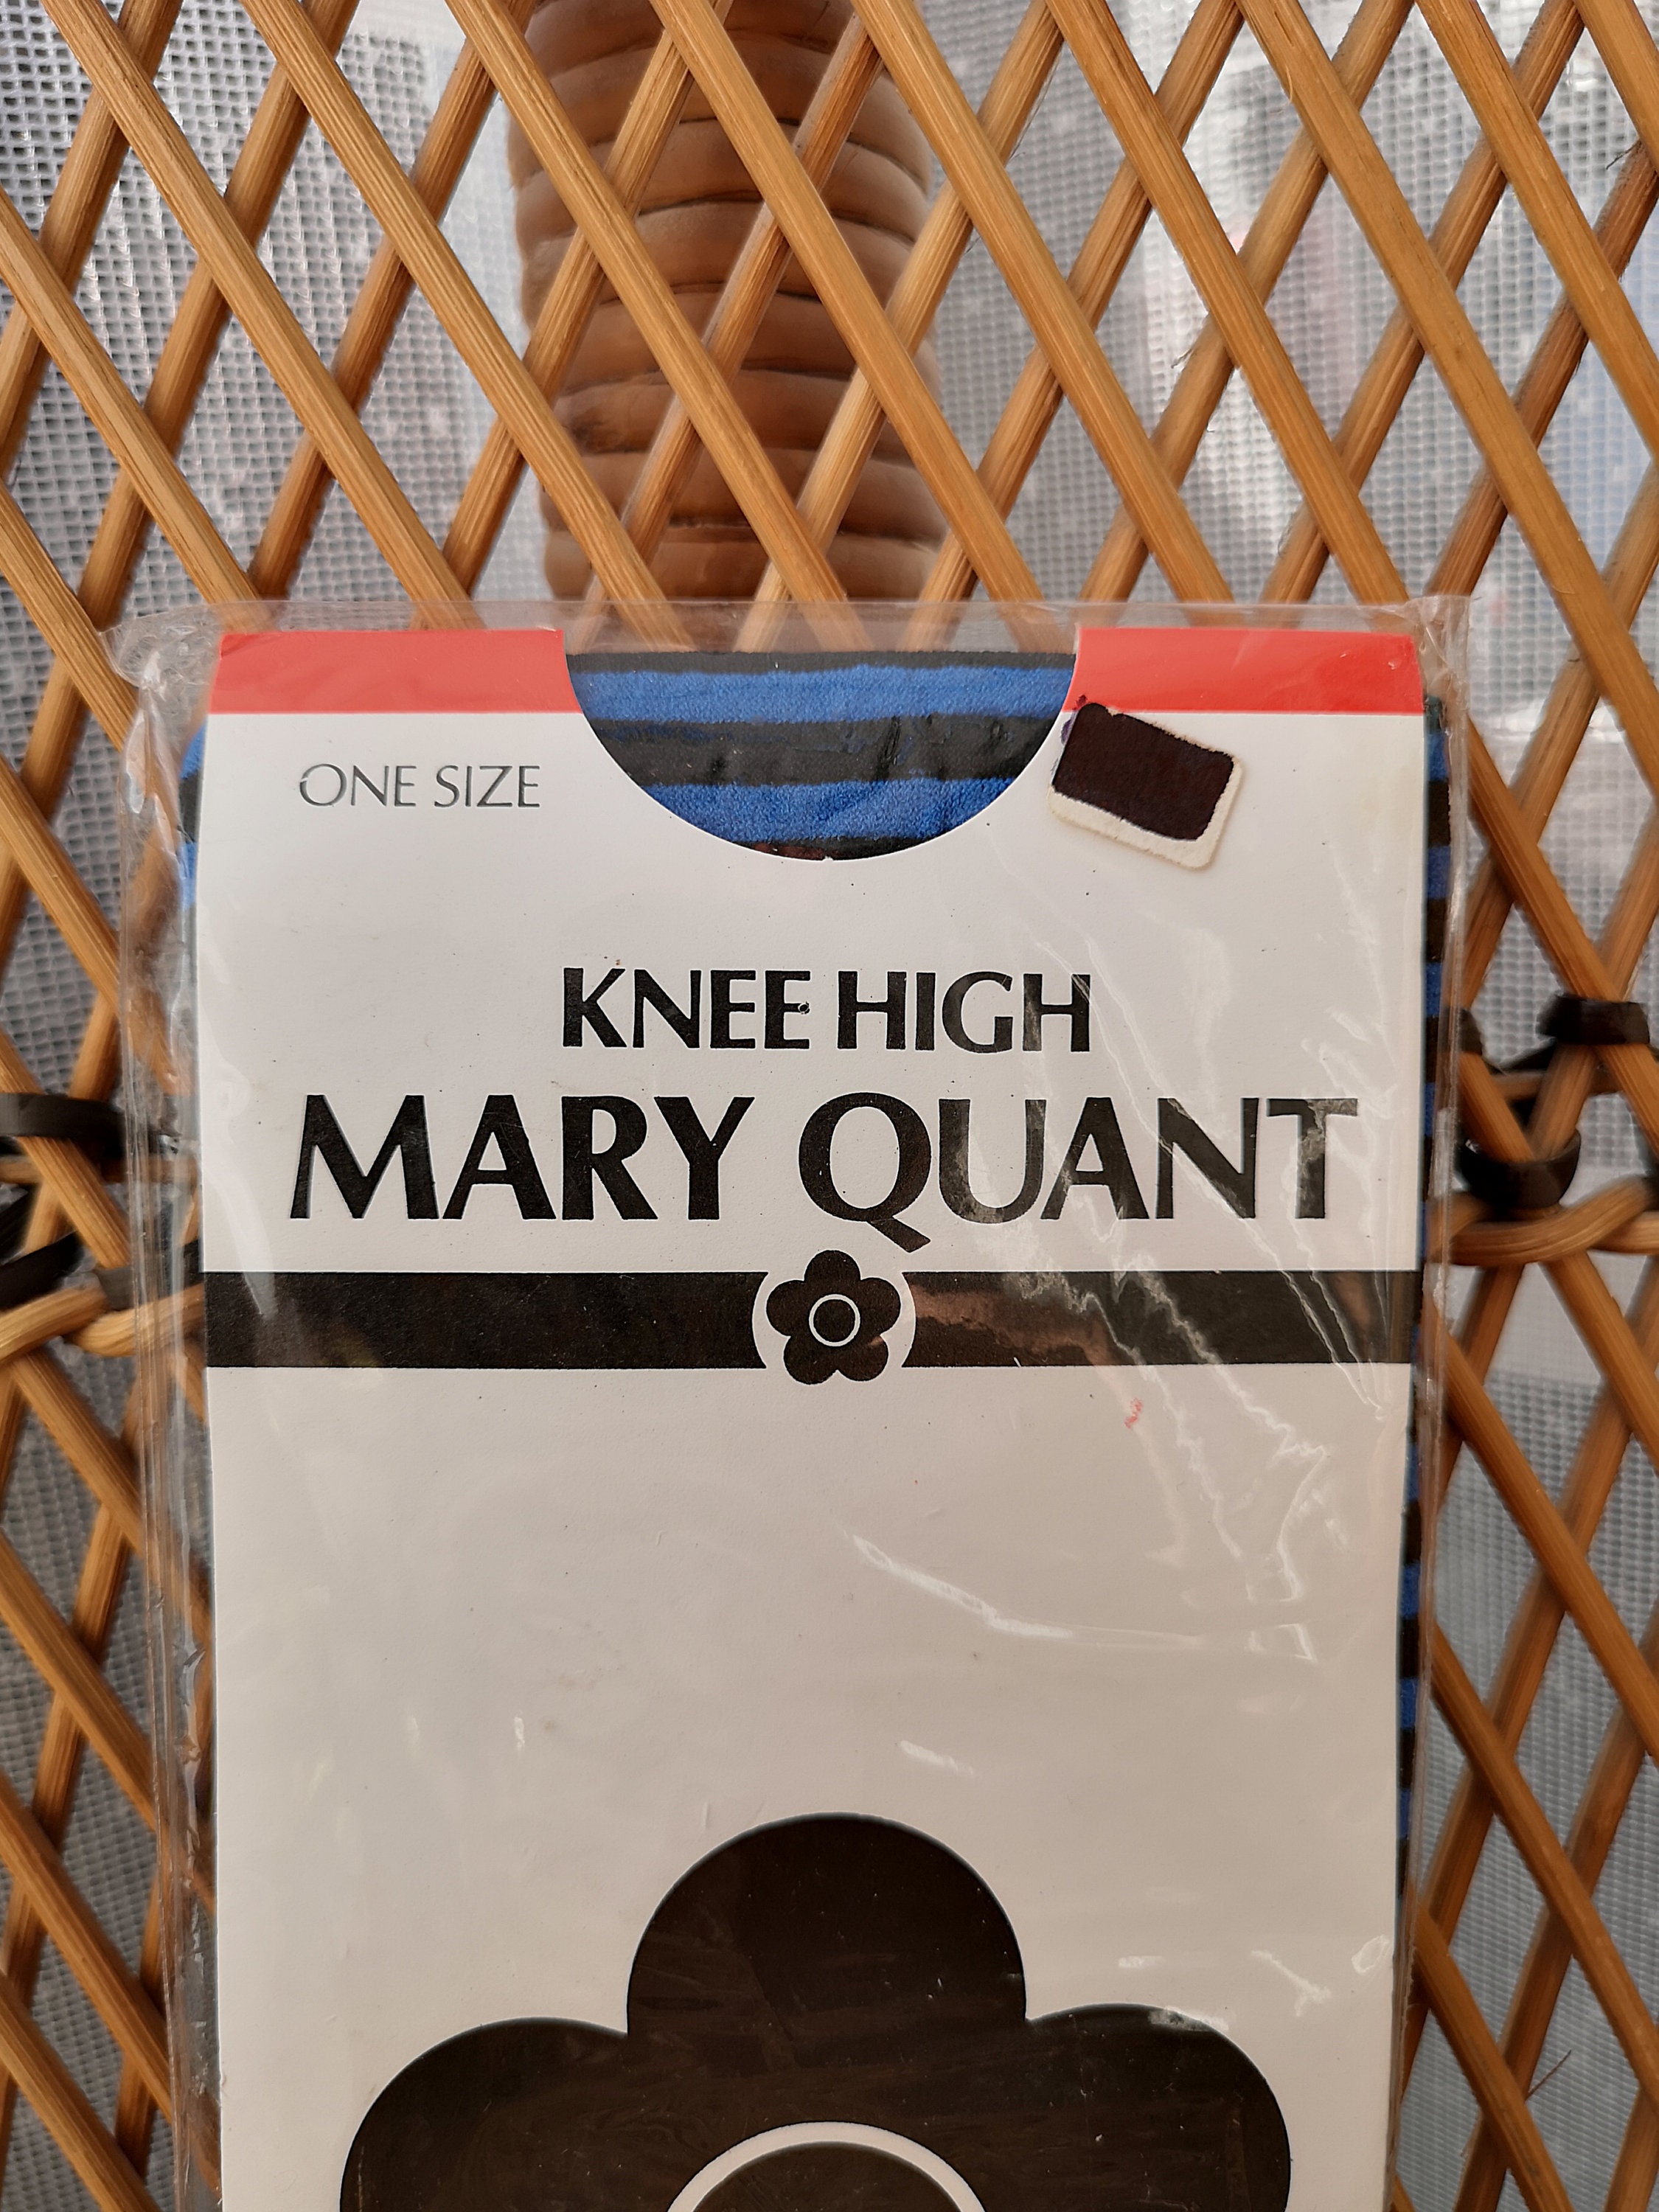 ONE SIZE
KNEE HIGH
MARY QUANT